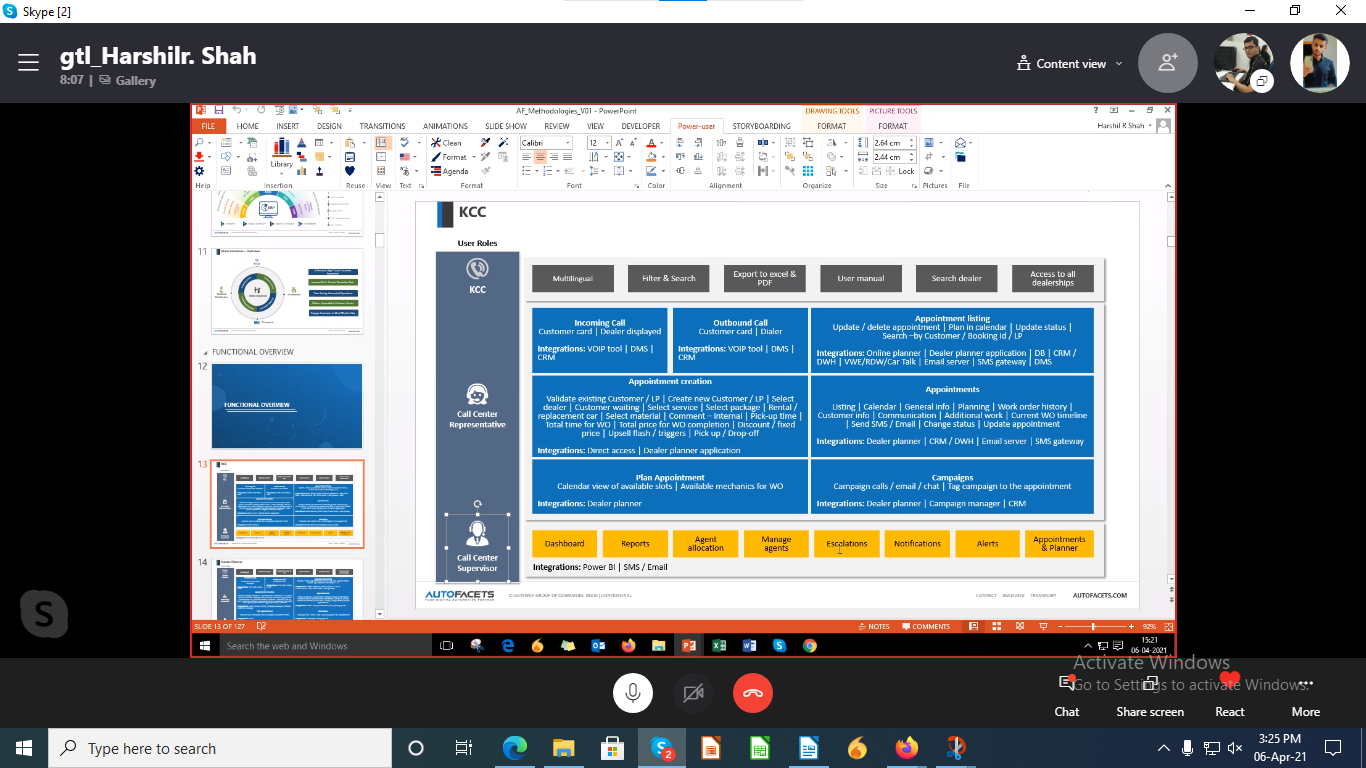 Skype [2]
gtl_Harshilr. Shah
8:07 | Gallery
Content view
AF_Methodologies_V01 - PowerPoint
DRAWING TOOLS
PICTURE TOOLS
FILE
HOME
INSERT
DESIGN
TRANSITIONS
ANIMATIONS
SLIDE SHOW
REVIEW
VIEW
DEVELOPER
Power-user
STORYBOARDING
FORMAT
FORMAT
Harshil R.Shah
Library
Clean
Format
Agenda
Calibri
12
2.64 cm
2.44 cm
Lock
Help
Insertion
Reuse
View
Text
Format
Font
Color
Alignment
Organize
Size
Pictures
File
11
FUNCTIONAL OVERVIEW
12
FUNCTIONAL OVERVIEW
13
14
KCC
User Roles
KCC
Call Center
Representative
Call Center
Supervisor
Multilingual
Filter & Search
Export to excel &
PDF
User manual
Search dealer
Access to all
dealerships
Incoming Call
Customer card | Dealer displayed
Integrations: VOIP tool | DMS |
CRM
Outbound Call
Customer card | Dialer
Integrations: VOIP tool | DMS |
CRM
Appointment listing
Update / delete appointment | Plan in calendar | Update status |
Search –by Customer / Booking id / LP
Integrations: Online planner | Dealer planner application | DB | CRM /
DWH | VWE/RDW/Car Talk | Email server | SMS gateway | DMS
Appointment creation
Validate existing Customer / LP | Create new Customer / LP | Select
dealer | Customer waiting | Select service | Select package | Rental /
replacement car | Select material | Comment – internal | Pick-up time |
Total time for WO | Total price for WO completion | Discount / fixed
price | Upsell flash / triggers | Pick up / Drop-off
Integrations: Direct access | Dealer planner application
Appointments
Listing | Calendar | General info | Planning | Work order history |
Customer info | Communication | Additional work | Current WO timeline
| Send SMS / Email | Change status | Update appointment
Integrations: Dealer planner | CRM / DWH | Email server | SMS gateway
Plan Appointment
Calendar view of available slots | Available mechanics for WO
Integrations: Dealer planner
Campaigns
Campaign calls / email / chat | Tag campaign to the appointment
Integrations: Dealer planner | Campaign manager | CRM
Dashboard
Reports
Agent
allocation
Manage
agents
Escalations
Notifications
Alerts
Appointments
& Planner
Integrations: Power BI | SMS / Email
AUTOFACETS
AUTOFACETS.COM
SLIDE 13 OF 127
NOTES
COMMENTS
92%
Search the web and Windows
15:21
06-04-2021
Activate Windows
Go to Settings to activate Windows.
Chat
Share screen
React
More
Type here to search
2
3:25 PM
06-Apr-21